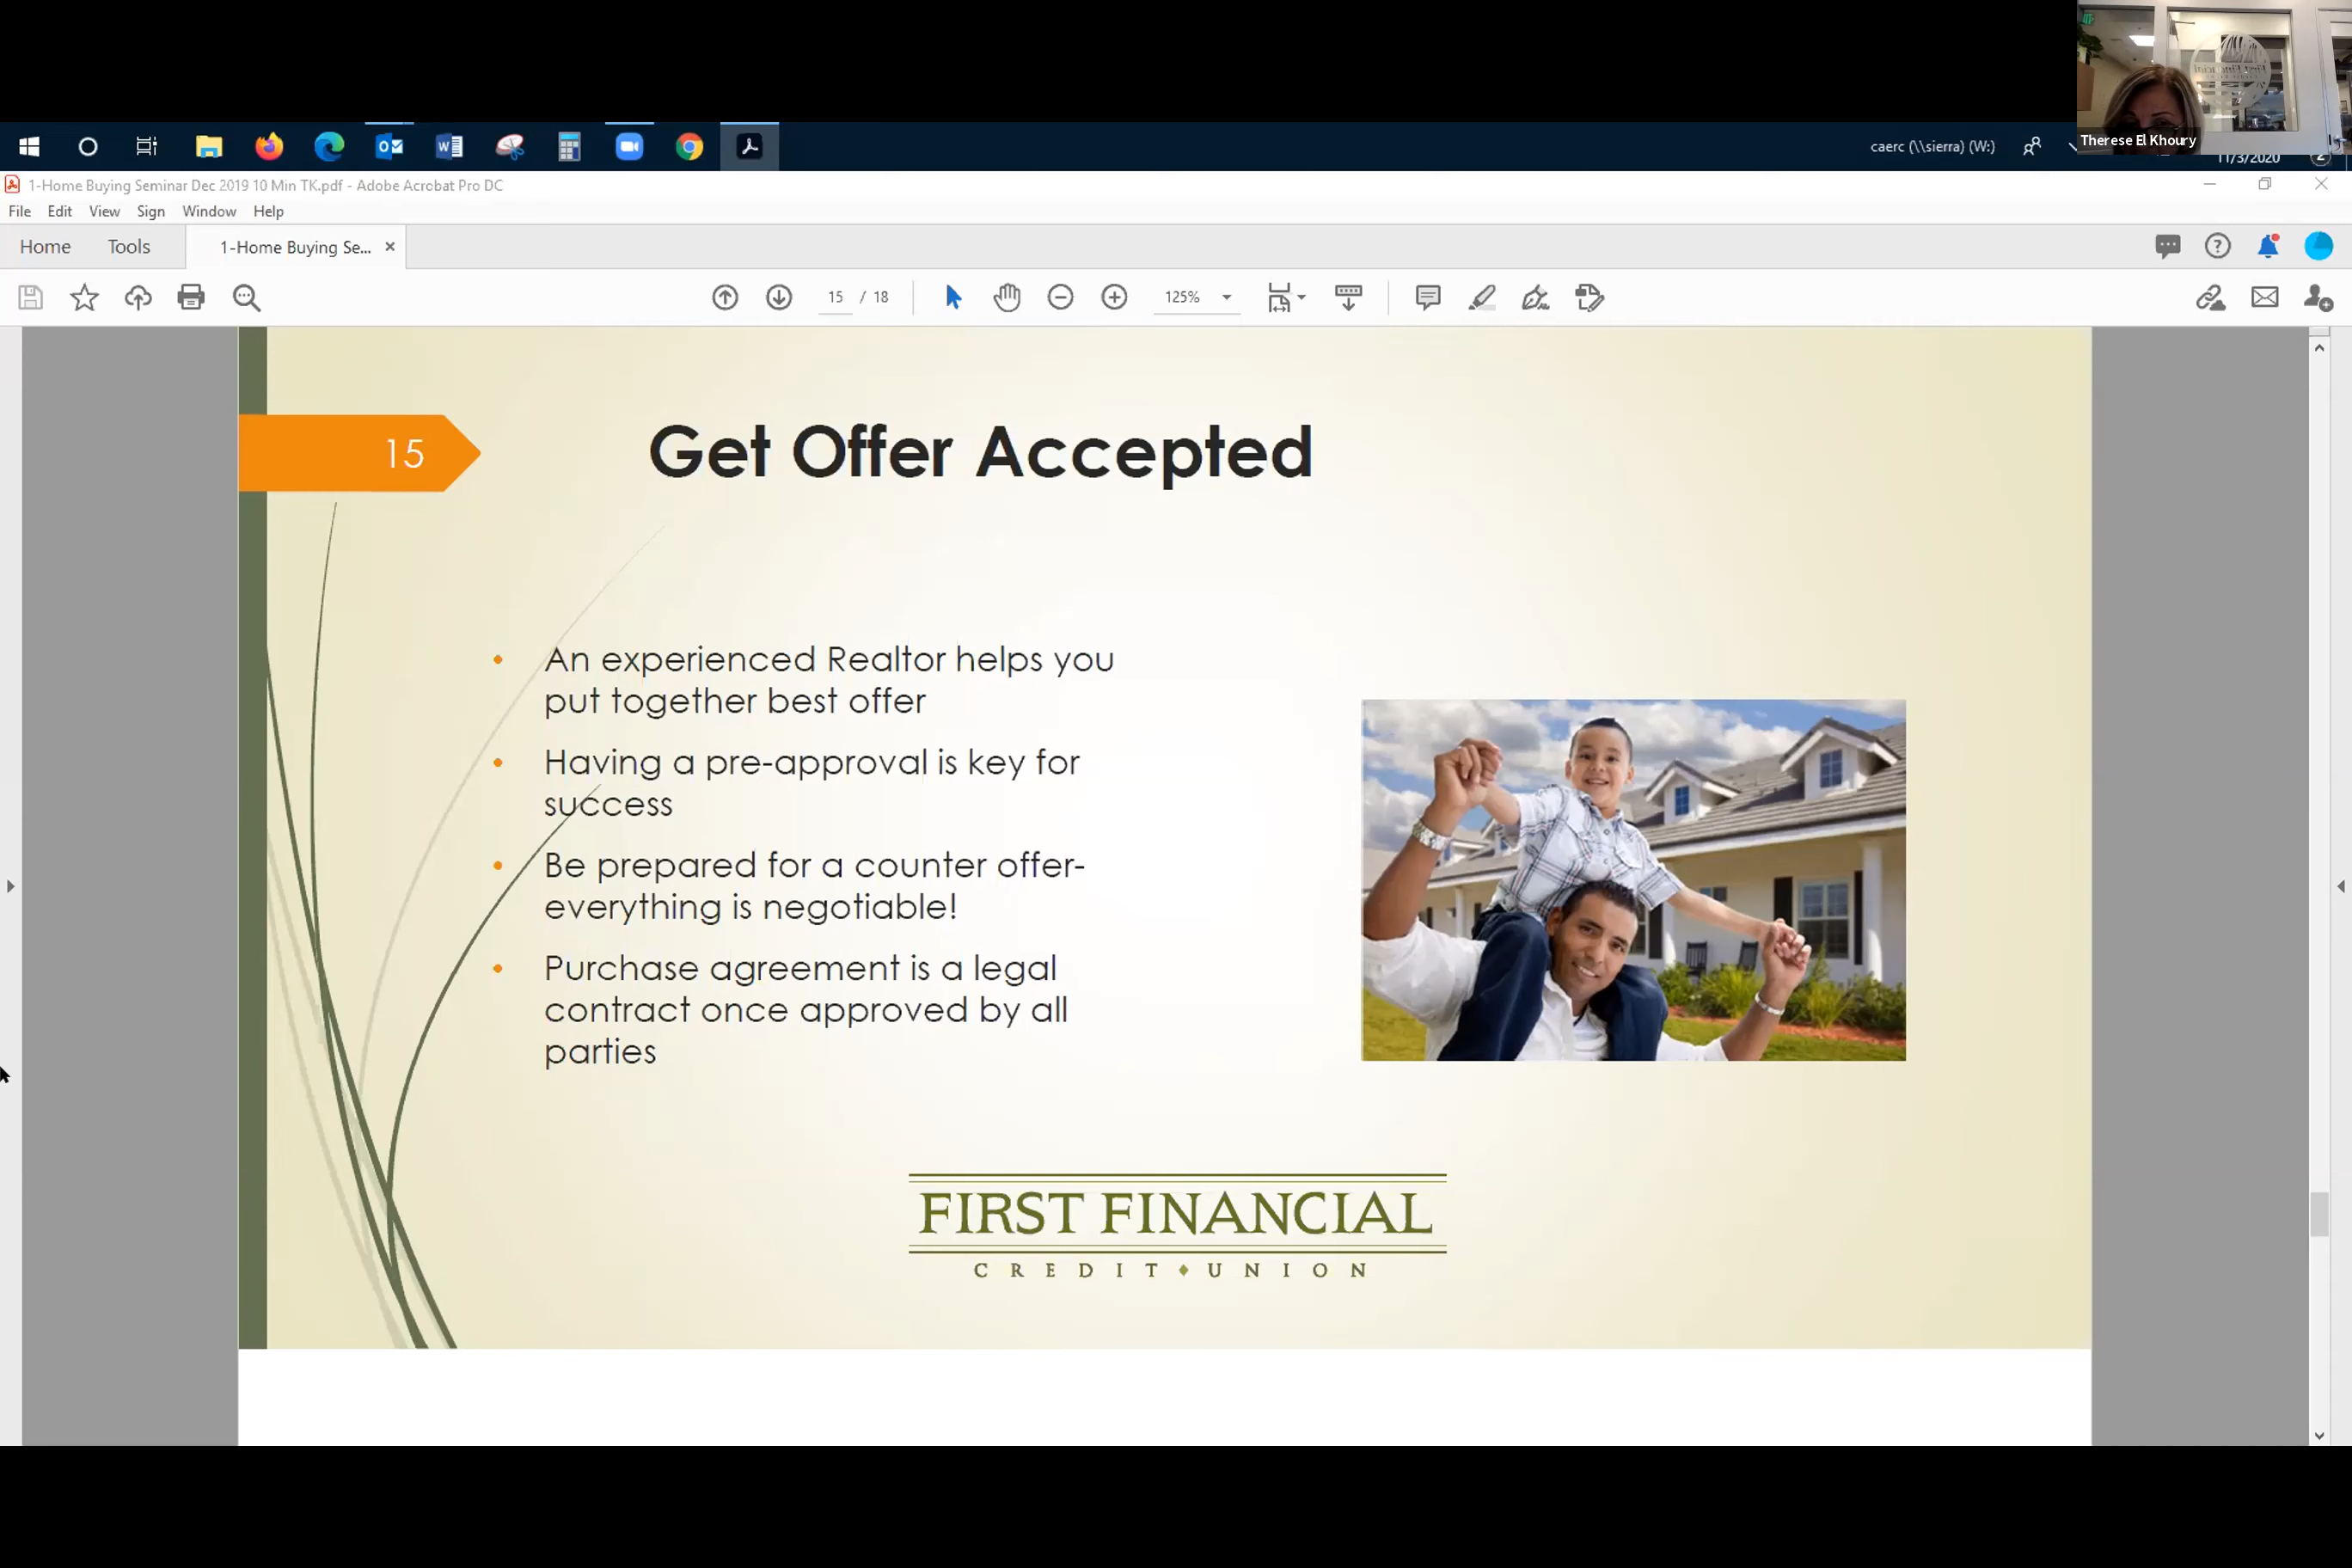 Therese El Khoury
caerc (\\sierra) (W:)
11/3/2020
1-Home Buying Seminar Dec 2019 10 Min TK.pdf - Adobe Acrobat Pro DC
File Edit View Sign Window Help
Home Tools 1-Home Buying Se...
15 / 18 125%
15
Get Offer Accepted
• An experienced Realtor helps you
put together best offer
• Having a pre-approval is key for
success
• Be prepared for a counter offer-
everything is negotiable!
• Purchase agreement is a legal
contract once approved by all
parties
FIRST FINANCIAL
CREDIT♦UNION